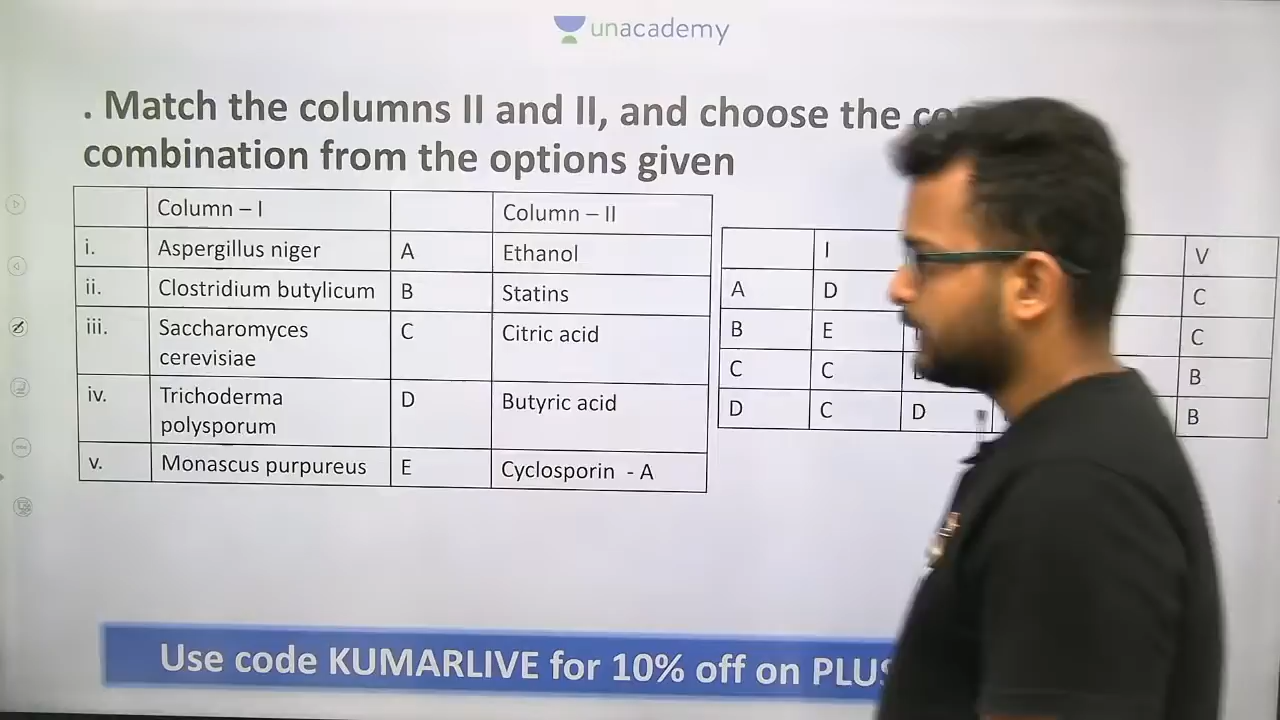 unacademy
. Match the columns II and II, and choose the
combination from the options given
Column – I Column – II
i. Aspergillus niger A Ethanol
ii. Clostridium butylicum B Statins
iii. Saccharomyces cerevisiae C Citric acid
iv. Trichoderma polysporum D Butyric acid
v. Monascus purpureus E Cyclosporin - A
I V
A D C
B E C
C C B
D C D B
Use code KUMARLIVE for 10% off on PLUS